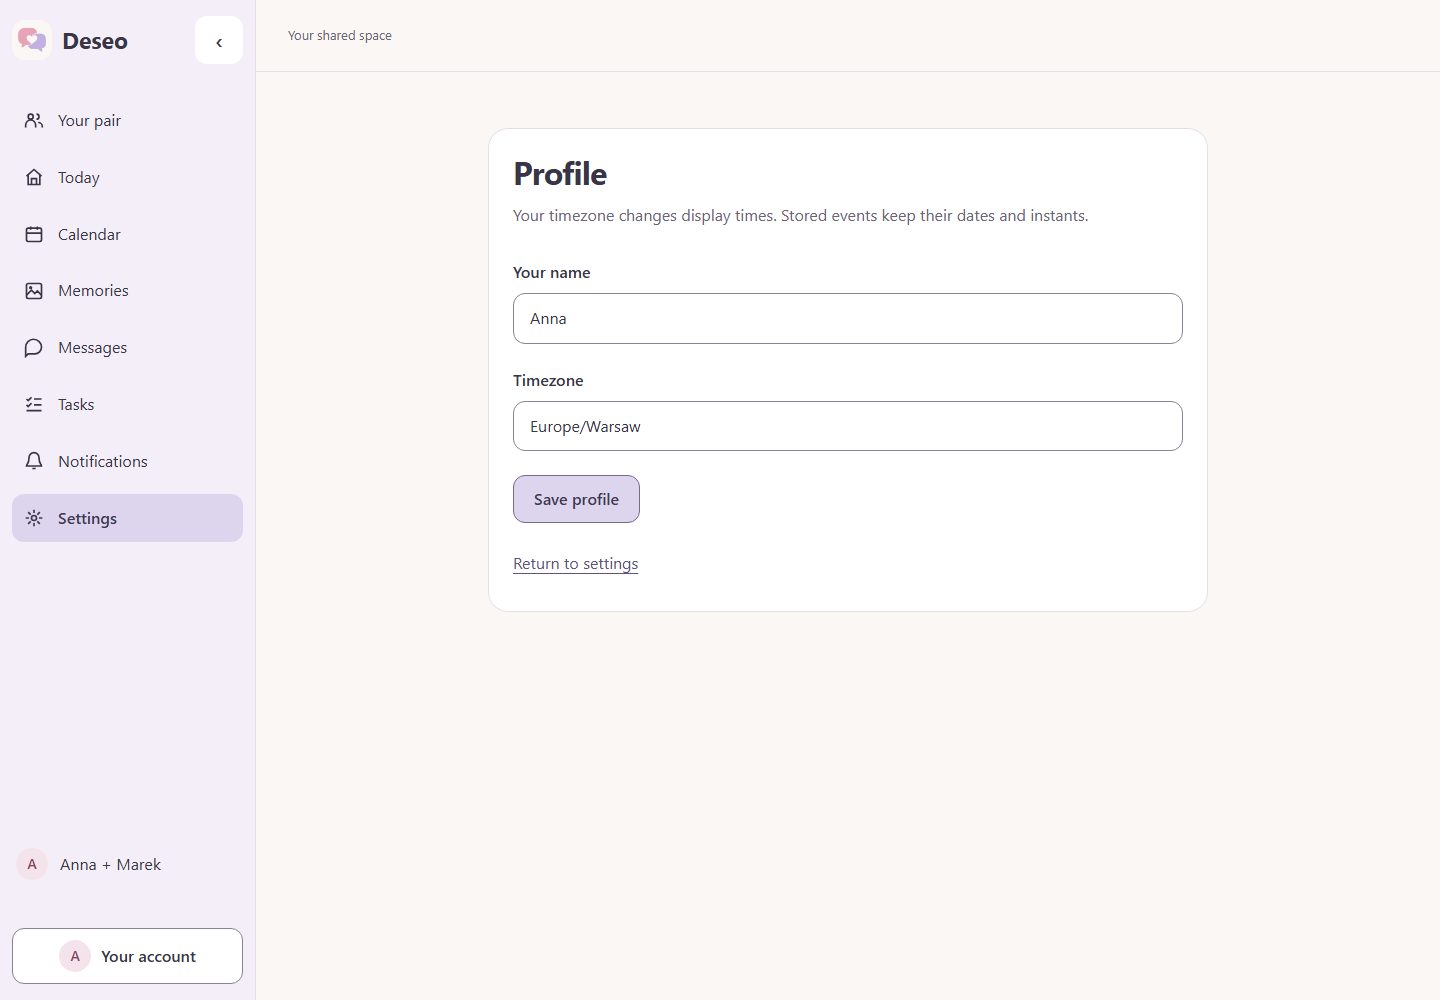 Deseo
‹
Your shared space
Your pair
Today
Calendar
Memories
Messages
Tasks
Notifications
Settings
Profile
Your timezone changes display times. Stored events keep their dates and instants.
Your name
Anna
Timezone
Europe/Warsaw
Save profile
Return to settings
A
Anna + Marek
A
Your account